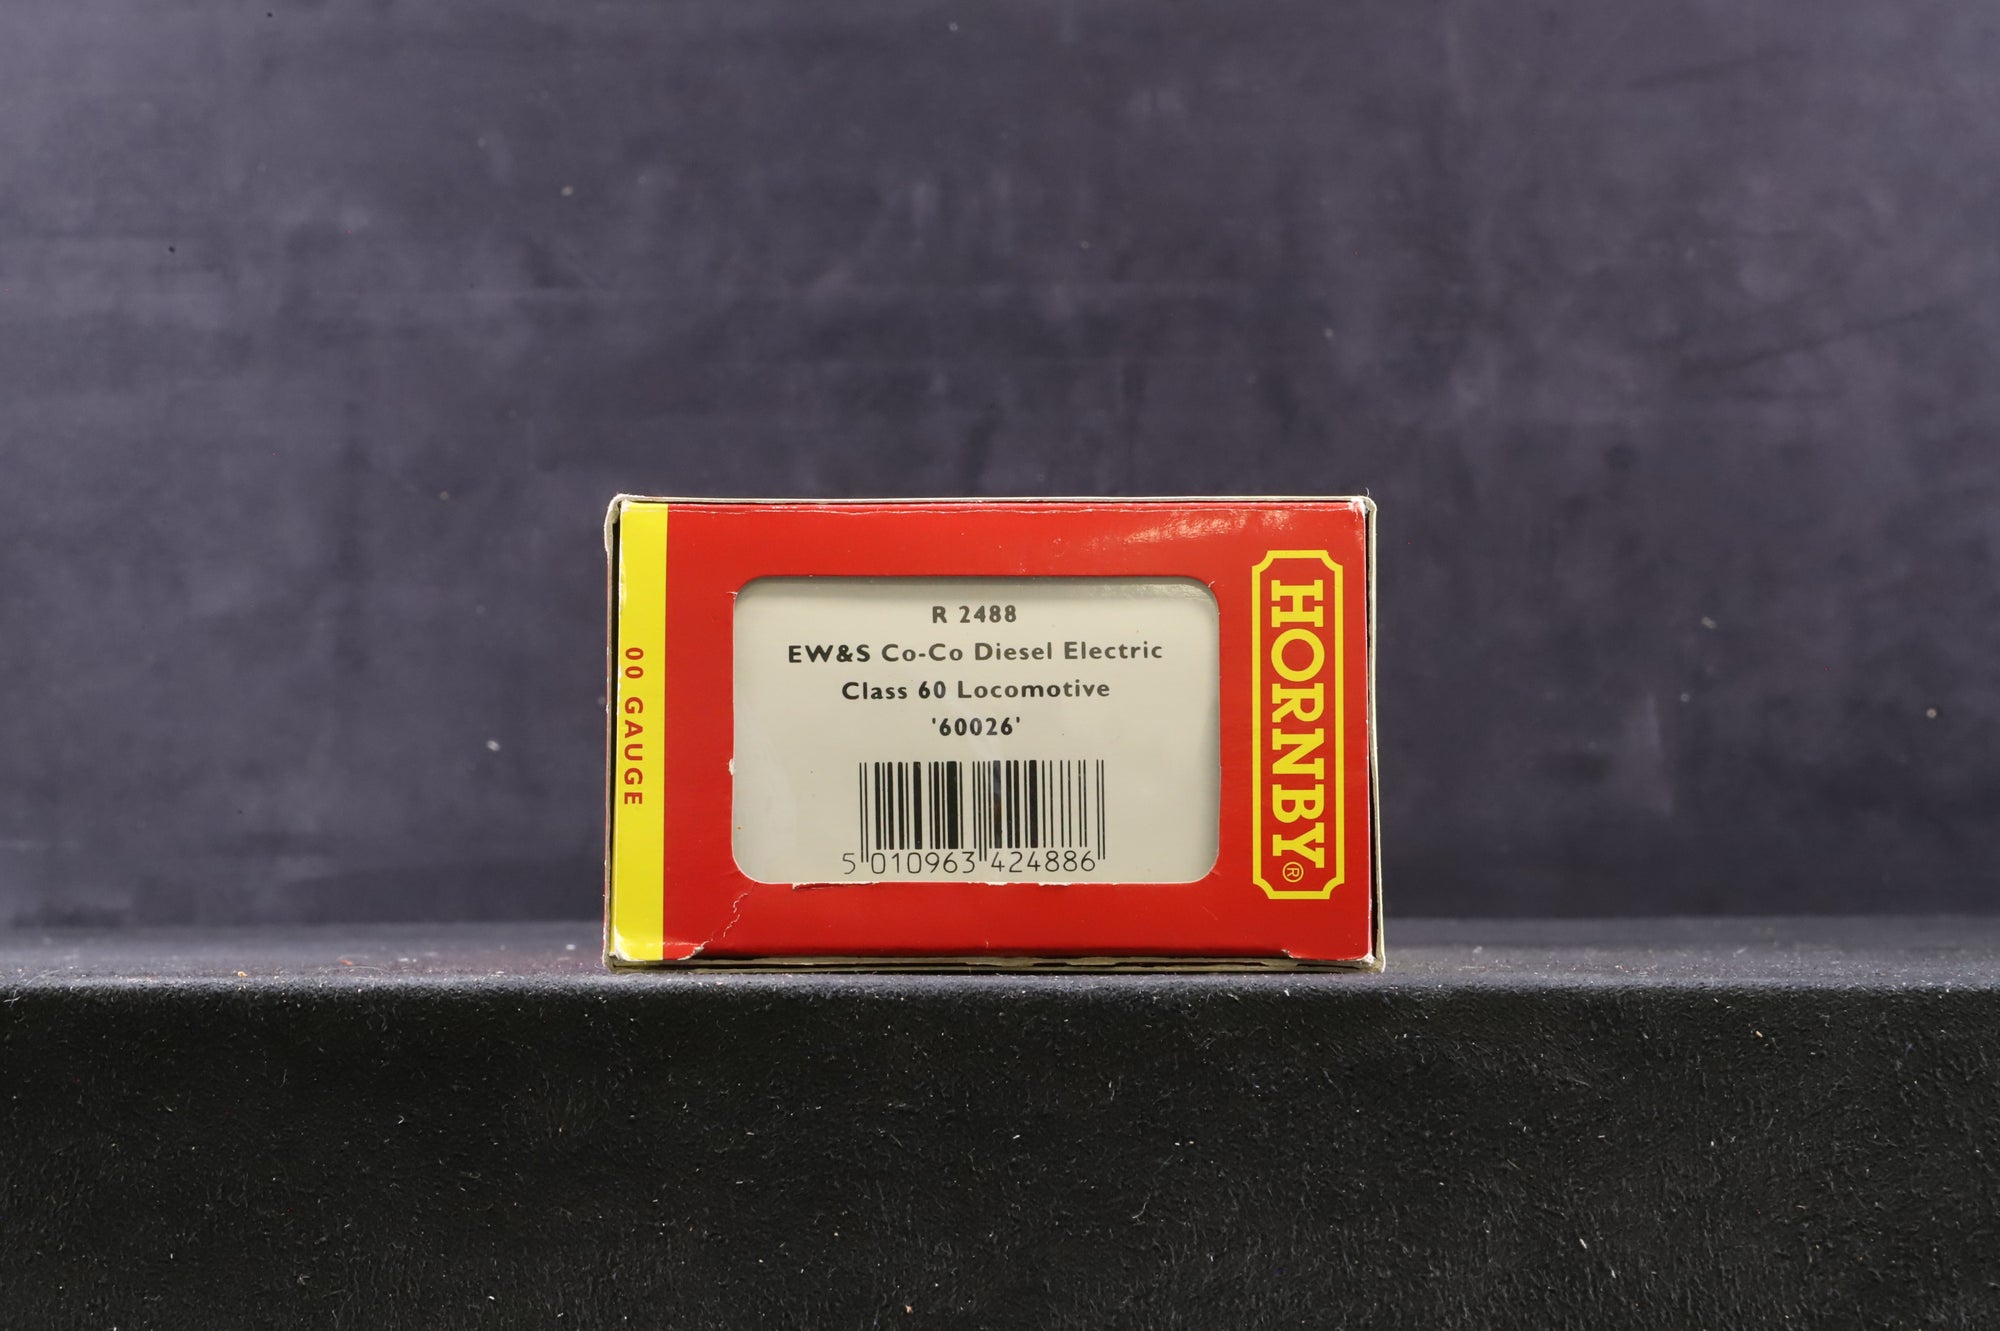 00 GAUGE
R 2488
EW&S Co-Co Diesel Electric
Class 60 Locomotive
'60026'
5 010963 424886
HORNBY®